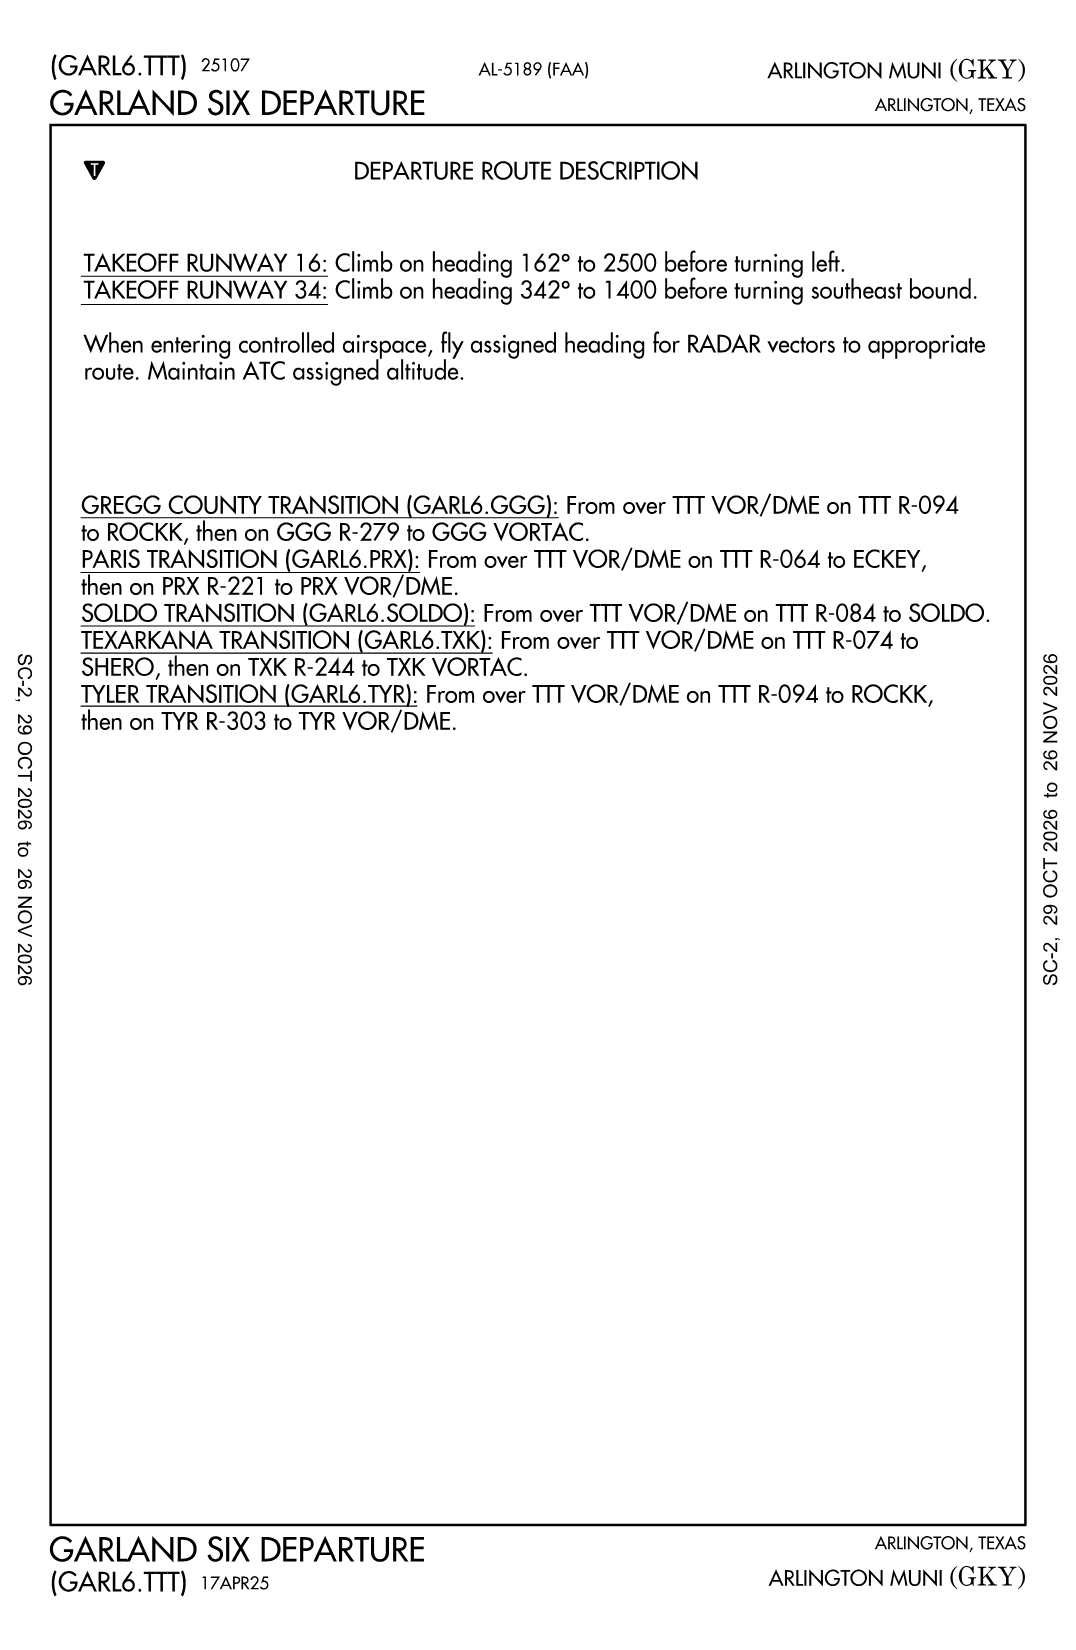 (GARL6.TTT) 25107
AL-5189 (FAA)
ARLINGTON MUNI (GKY)
GARLAND SIX DEPARTURE
ARLINGTON, TEXAS
T
DEPARTURE ROUTE DESCRIPTION
TAKEOFF RUNWAY 16: Climb on heading 162° to 2500 before turning left.
TAKEOFF RUNWAY 34: Climb on heading 342° to 1400 before turning southeast bound.
When entering controlled airspace, fly assigned heading for RADAR vectors to appropriate
route. Maintain ATC assigned altitude.
GREGG COUNTY TRANSITION (GARL6.GGG): From over TTT VOR/DME on TTT R-094
to ROCKK, then on GGG R-279 to GGG VORTAC.
PARIS TRANSITION (GARL6.PRX): From over TTT VOR/DME on TTT R-064 to ECKEY,
then on PRX R-221 to PRX VOR/DME.
SOLDO TRANSITION (GARL6.SOLDO): From over TTT VOR/DME on TTT R-084 to SOLDO.
TEXARKANA TRANSITION (GARL6.TXK): From over TTT VOR/DME on TTT R-074 to
SHERO, then on TXK R-244 to TXK VORTAC.
TYLER TRANSITION (GARL6.TYR): From over TTT VOR/DME on TTT R-094 to ROCKK,
then on TYR R-303 to TYR VOR/DME.
SC-2, 29 OCT 2026 to 26 NOV 2026
SC-2, 29 OCT 2026 to 26 NOV 2026
GARLAND SIX DEPARTURE
ARLINGTON, TEXAS
(GARL6.TTT) 17APR25
ARLINGTON MUNI (GKY)